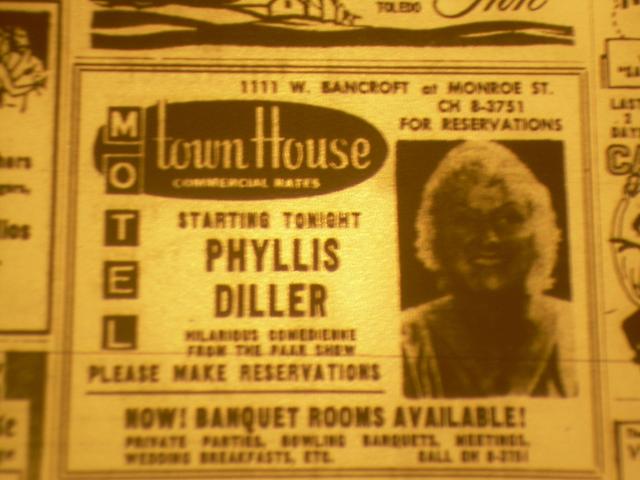 TOLEDO
Inn
1111 W. BANCROFT at MONROE ST.
CH 8-3751
FOR RESERVATIONS
MOTEL
town House
COMMERCIAL RATES
STARTING TONIGHT
PHYLLIS
DILLER
HILARIOUS COMEDIENNE
FROM THE PAAR SHOW
PLEASE MAKE RESERVATIONS
NOW! BANQUET ROOMS AVAILABLE!
PRIVATE PARTIES, BOWLING BANQUETS, MEETINGS,
WEDDING BREAKFASTS, ETC. CALL CH 8-3751